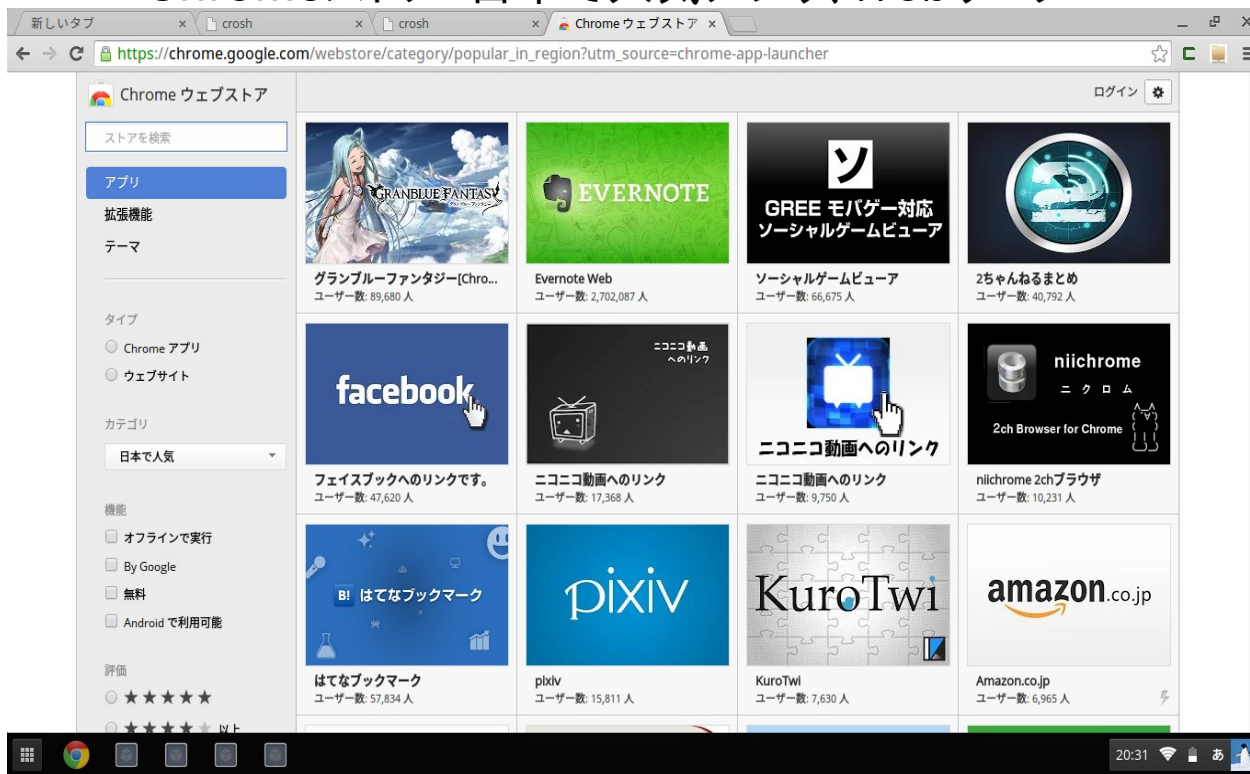 新しいタブ
crosh
crosh
Chrome ウェブストア
https://chrome.google.com/webstore/category/popular_in_region?utm_source=chrome-app-launcher
Chrome ウェブストア
ログイン
ストアを検索
アプリ
拡張機能
テーマ
タイプ
Chrome アプリ
ウェブサイト
カテゴリ
日本で人気
機能
オフラインで実行
By Google
無料
Android で利用可能
評価
★★★★★
★★★★★ 以上
GRANBLUE FANTASY
グランブルーファンタジー[Chro...
ユーザー数: 89,680 人
EVERNOTE
Evernote Web
ユーザー数: 2,702,087 人
ソ
GREE モバゲー対応
ソーシャルゲームビューア
ソーシャルゲームビューア
ユーザー数: 66,675 人
2
2ちゃんねるまとめ
ユーザー数: 40,792 人
facebook
フェイスブックへのリンクです。
ユーザー数: 47,620 人
ニコニコ動画
へのリンク
ニコニコ動画へのリンク
ユーザー数: 17,368 人
ニコニコ動画へのリンク
ニコニコ動画へのリンク
ユーザー数: 9,750 人
niichrome
ニクロム
2ch Browser for Chrome
niichrome 2chブラウザ
ユーザー数: 10,231 人
B! はてなブックマーク
はてなブックマーク
ユーザー数: 57,834 人
pixiv
pixiv
ユーザー数: 15,811 人
KuroTwi
KuroTwi
ユーザー数: 7,630 人
amazon.co.jp
Amazon.co.jp
ユーザー数: 6,965 人
20:31
あ